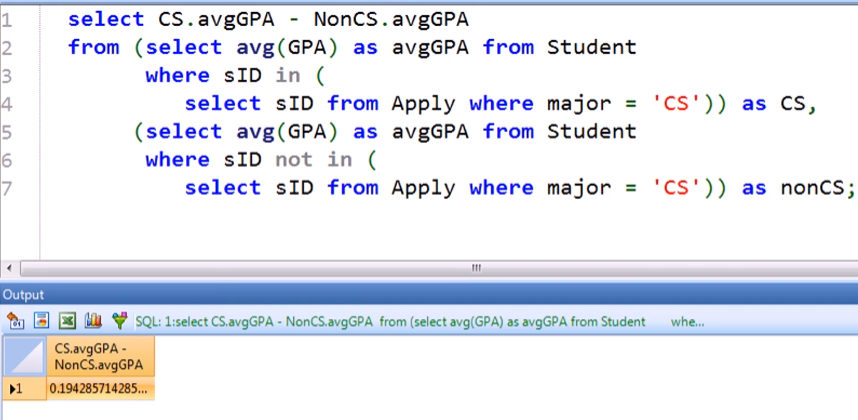 1 select CS.avgGPA - NonCS.avgGPA
2 from (select avg(GPA) as avgGPA from Student
3 where sID in (
4 select sID from Apply where major = 'CS')) as CS,
5 (select avg(GPA) as avgGPA from Student
6 where sID not in (
7 select sID from Apply where major = 'CS')) as nonCS;
Output
SQL: 1:select CS.avgGPA - NonCS.avgGPA from (select avg(GPA) as avgGPA from Student whe...
CS.avgGPA -
NonCS.avgGPA
1 0.194285714285...